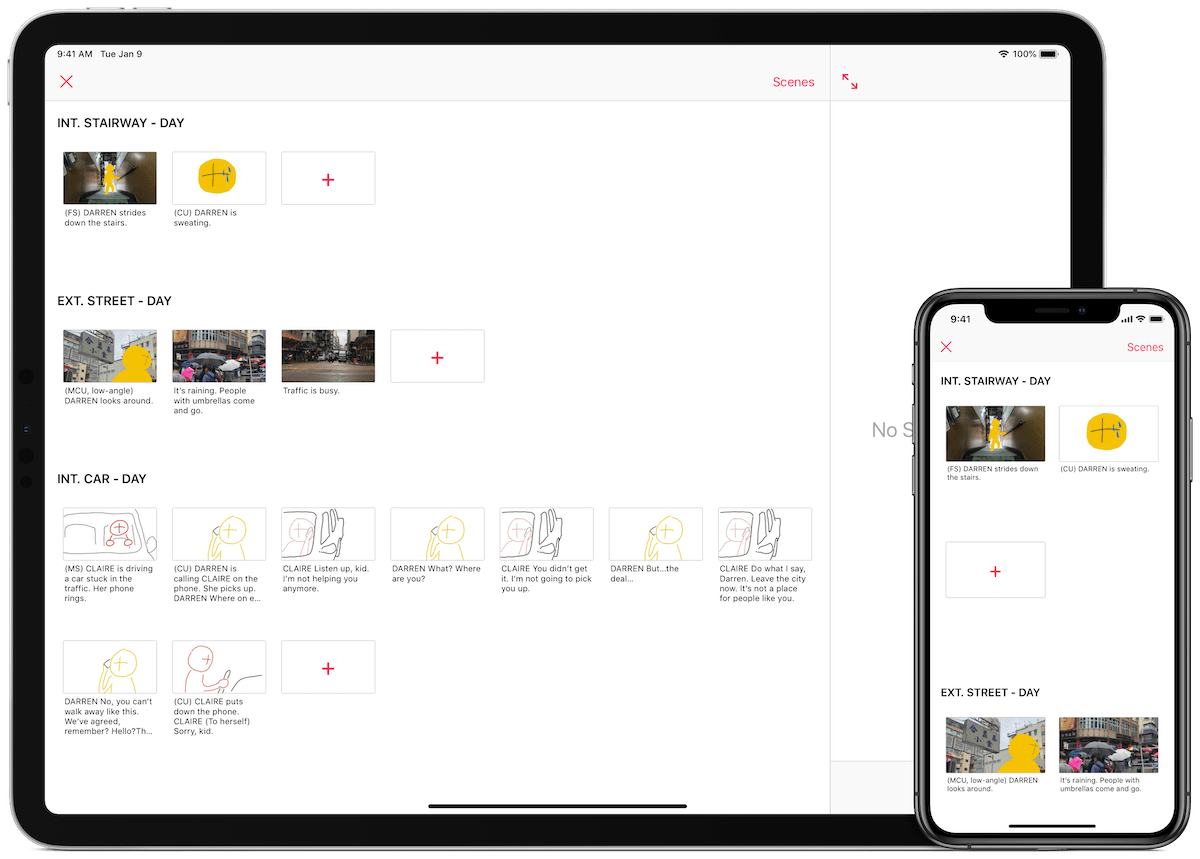 9:41 AM Tue Jan 9
100%
Scenes
INT. STAIRWAY - DAY
(FS) DARREN strides
down the stairs.
(CU) DARREN is
sweating.
EXT. STREET - DAY
(MCU, low-angle)
DARREN looks around.
It's raining. People
with umbrellas come
and go.
Traffic is busy.
INT. CAR - DAY
(MS) CLAIRE is driving
a car stuck in the
traffic. Her phone
rings.
(CU) DARREN is
calling CLAIRE on the
phone. She picks up.
DARREN Where on e...
CLAIRE Listen up, kid.
I'm not helping you
anymore.
DARREN What? Where
are you?
CLAIRE You didn't get
it. I'm not going to pick
you up.
DARREN But...the
deal...
CLAIRE Do what I say,
Darren. Leave the city
now. It's not a place
for people like you.
DARREN No, you can't
walk away like this.
We've agreed,
remember? Hello?Th...
(CU) CLAIRE puts
down the phone.
CLAIRE (To herself)
Sorry, kid.
No S
9:41
Scenes
INT. STAIRWAY - DAY
(FS) DARREN strides down
the stairs.
(CU) DARREN is sweating.
EXT. STREET - DAY
(MCU, low-angle) DARREN
looks around.
It's raining. People with
umbrellas come and go.